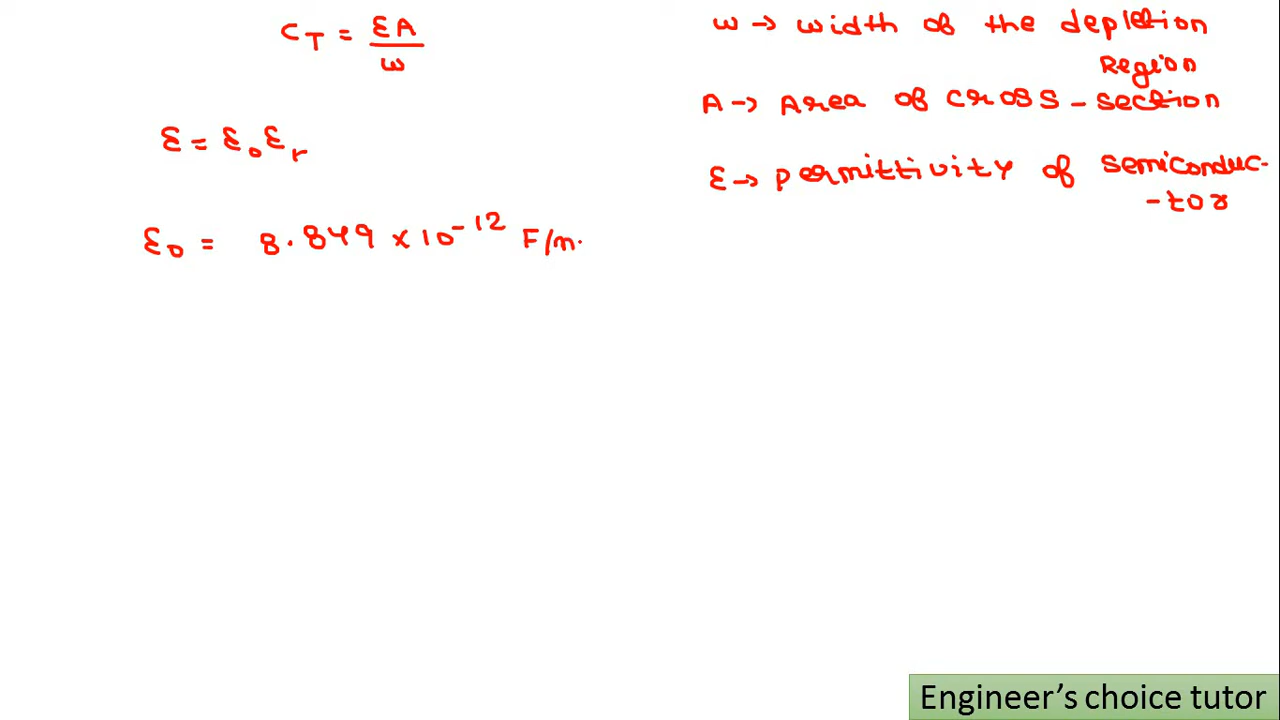 C_T = εA/w
ε = ε₀εᵣ
ε₀ = 8.849 × 10⁻¹² F/m.
w → width of the depletion
Region
A → Area of cross-section
ε → permittivity of semiconduc-
-tor
Engineer's choice tutor